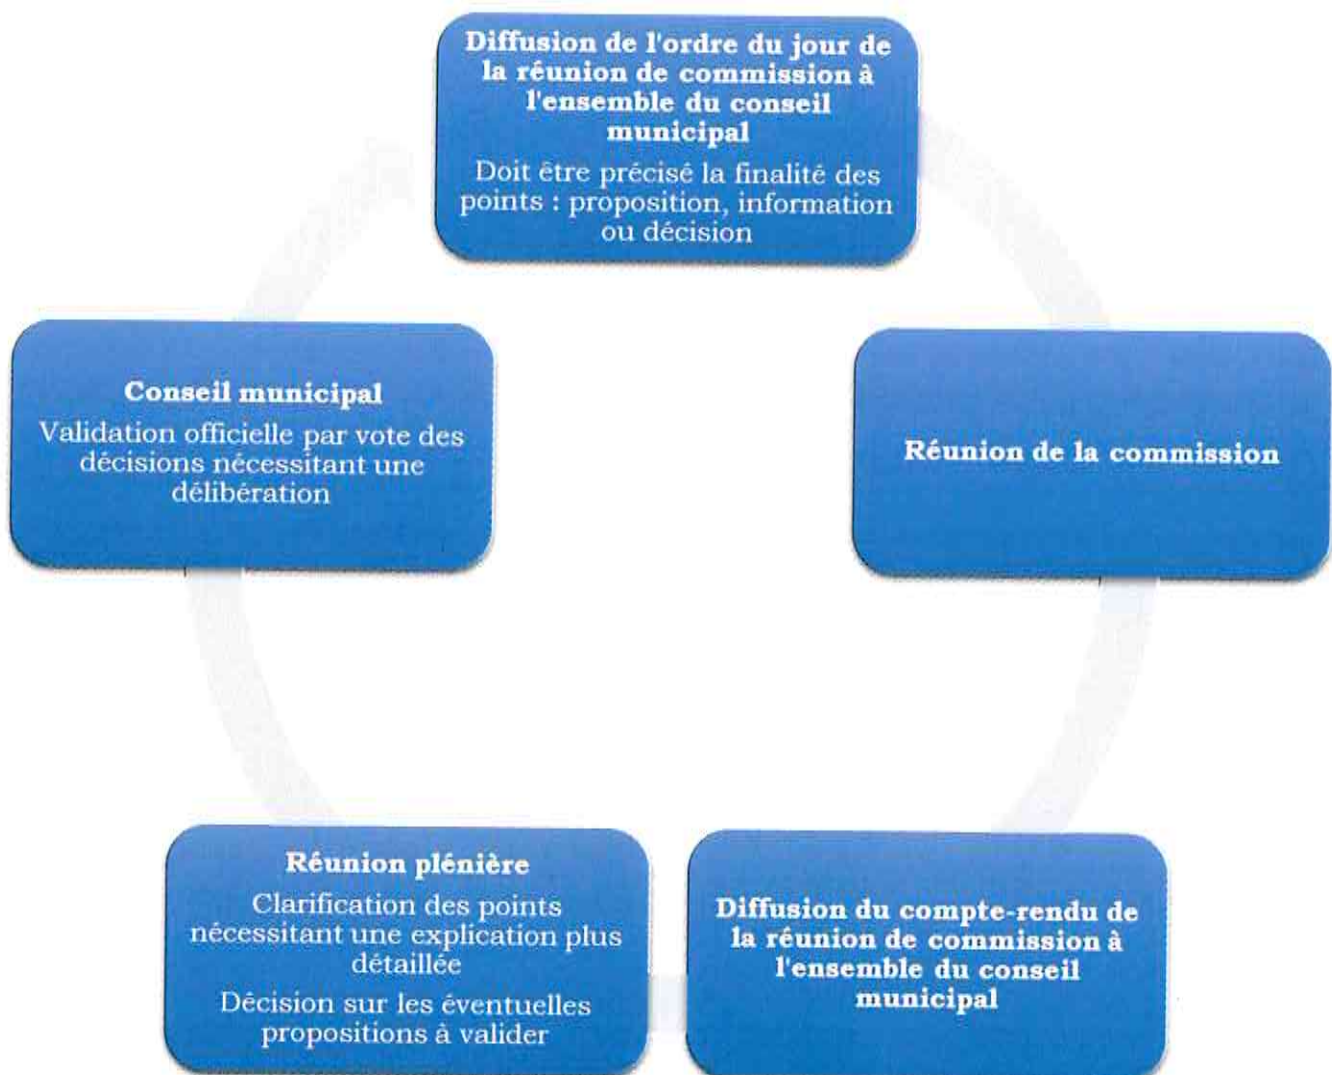 Diffusion de l'ordre du jour de
la réunion de commission à
l'ensemble du conseil
municipal
Doit être précisé la finalité des
points : proposition, information
ou décision
Réunion de la commission
Diffusion du compte-rendu de
la réunion de commission à
l'ensemble du conseil
municipal
Réunion plénière
Clarification des points
nécessitant une explication plus
détaillée
Décision sur les éventuelles
propositions à valider
Conseil municipal
Validation officielle par vote des
décisions nécessitant une
délibération